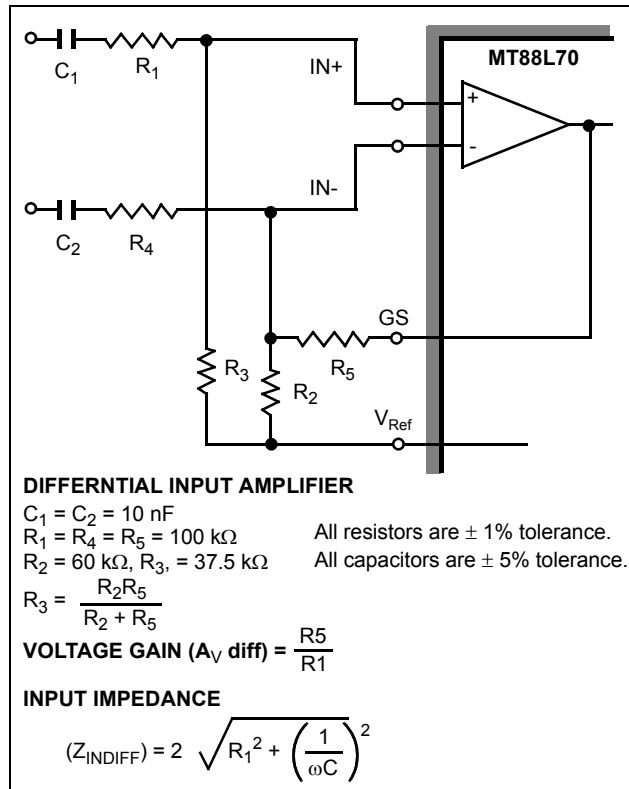 MT88L70
C1
R1
IN+
+
-
IN-
C2
R4
GS
R5
R3
R2
VRef
DIFFERNTIAL INPUT AMPLIFIER
C1 = C2 = 10 nF
R1 = R4 = R5 = 100 kΩ
All resistors are ± 1% tolerance.
R2 = 60 kΩ, R3, = 37.5 kΩ
All capacitors are ± 5% tolerance.
R3 = R2R5 / R2 + R5
VOLTAGE GAIN (AV diff) = R5 / R1
INPUT IMPEDANCE
(ZINDIFF) = 2 √ R1² + (1 / ωC)²